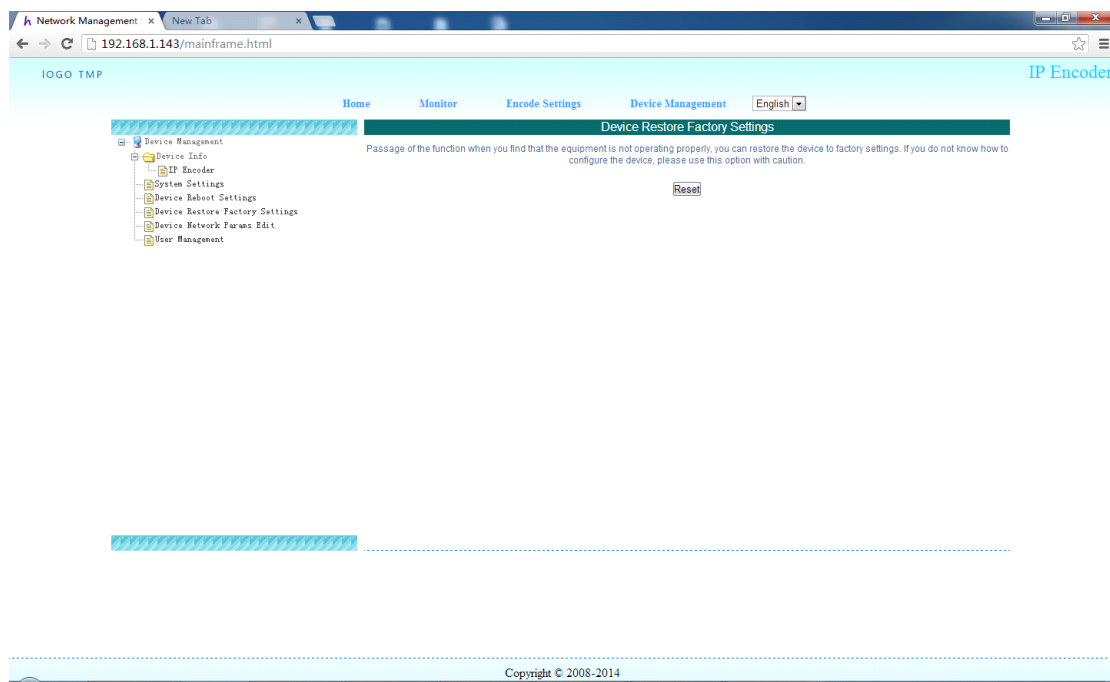 Network Management
New Tab
192.168.1.143/mainframe.html
lOGO TMP
IP Encoder
Home Monitor Encode Settings Device Management English
Device Restore Factory Settings
Device Management
Device Info
IP Encoder
System Settings
Device Reboot Settings
Device Restore Factory Settings
Device Network Params Edit
User Management
Passage of the function when you find that the equipment is not operating properly, you can restore the device to factory settings. If you do not know how to
configure the device, please use this option with caution.
Reset
Copyright © 2008-2014